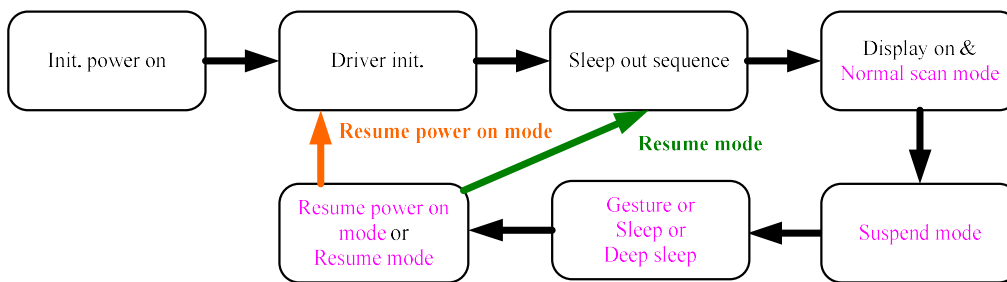 Init. power on
Driver init.
Sleep out sequence
Display on &
Normal scan mode
Resume power on mode
Resume mode
Resume power on
mode or
Resume mode
Gesture or
Sleep or
Deep sleep
Suspend mode